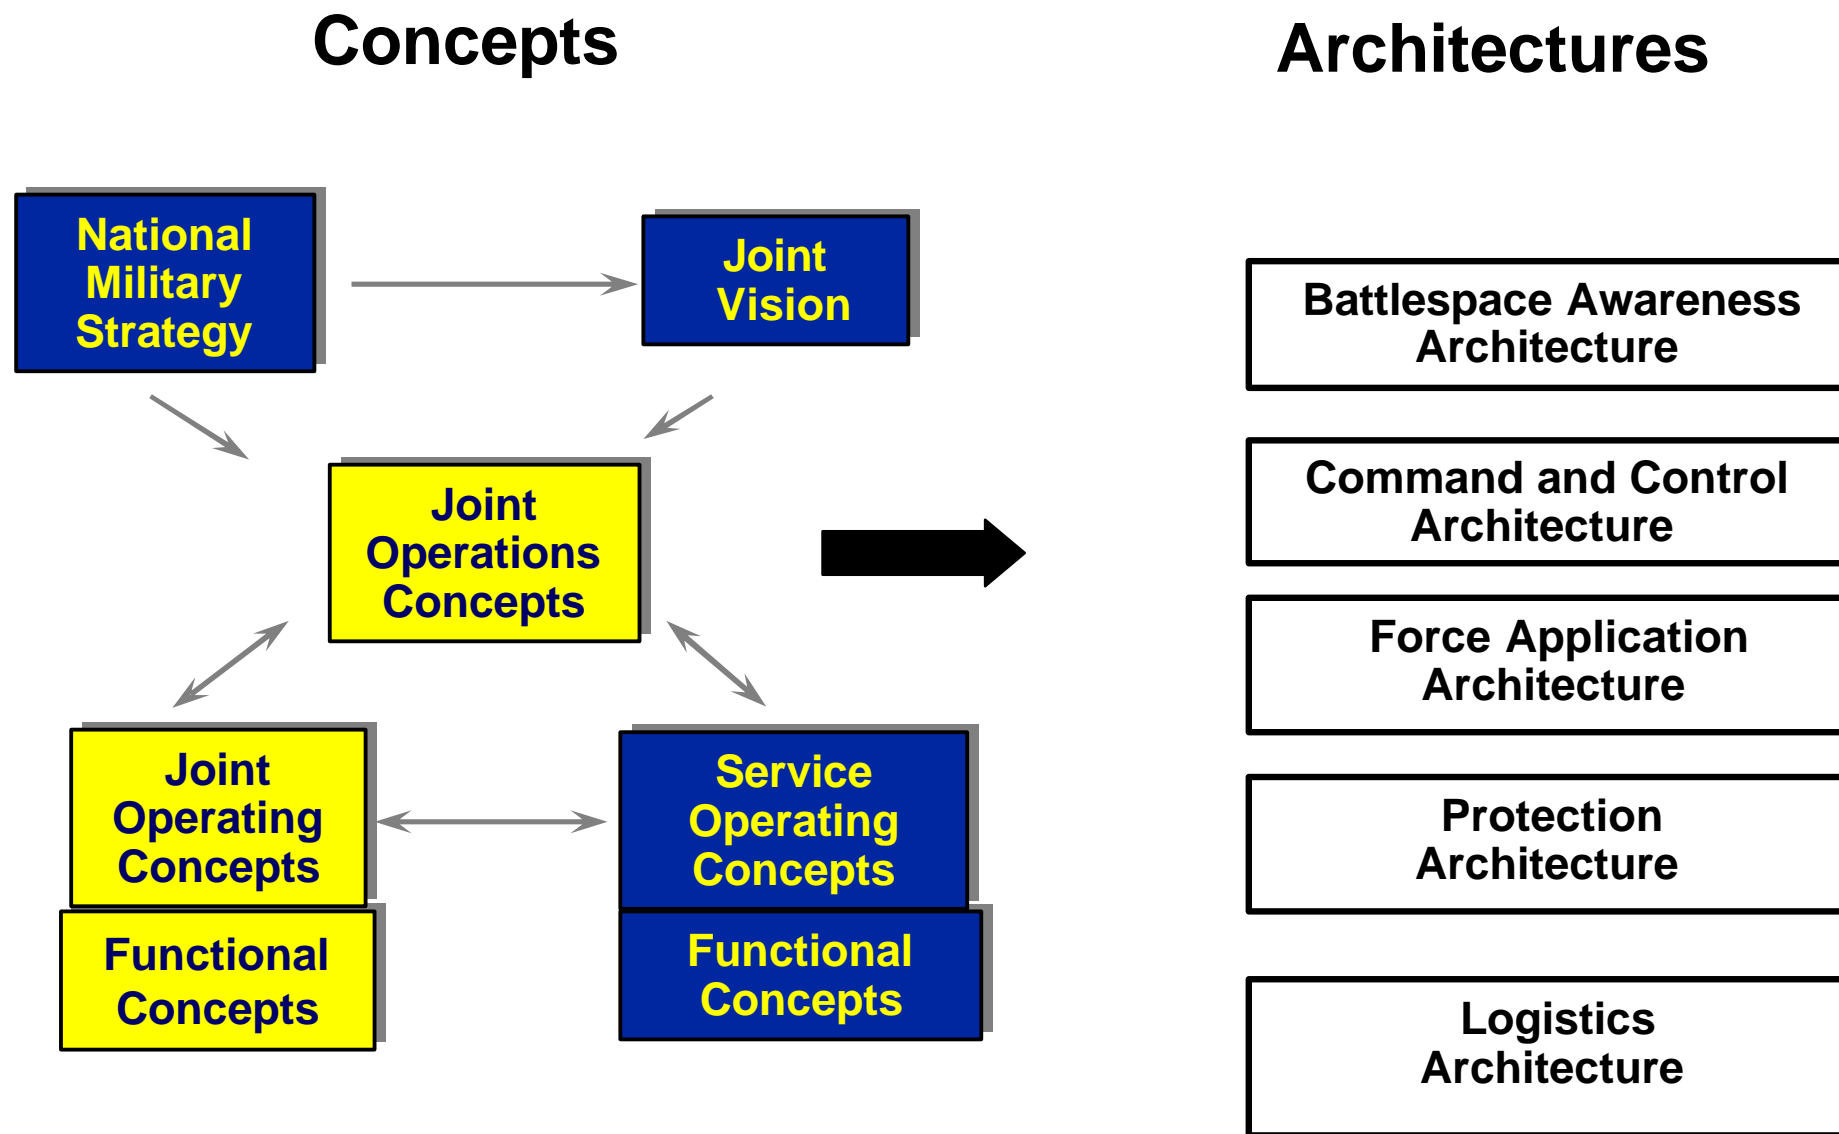 Concepts
Architectures
National
Military
Strategy
Joint
Vision
Joint
Operations
Concepts
Joint
Operating
Concepts
Functional
Concepts
Service
Operating
Concepts
Functional
Concepts
Battlespace Awareness
Architecture
Command and Control
Architecture
Force Application
Architecture
Protection
Architecture
Logistics
Architecture